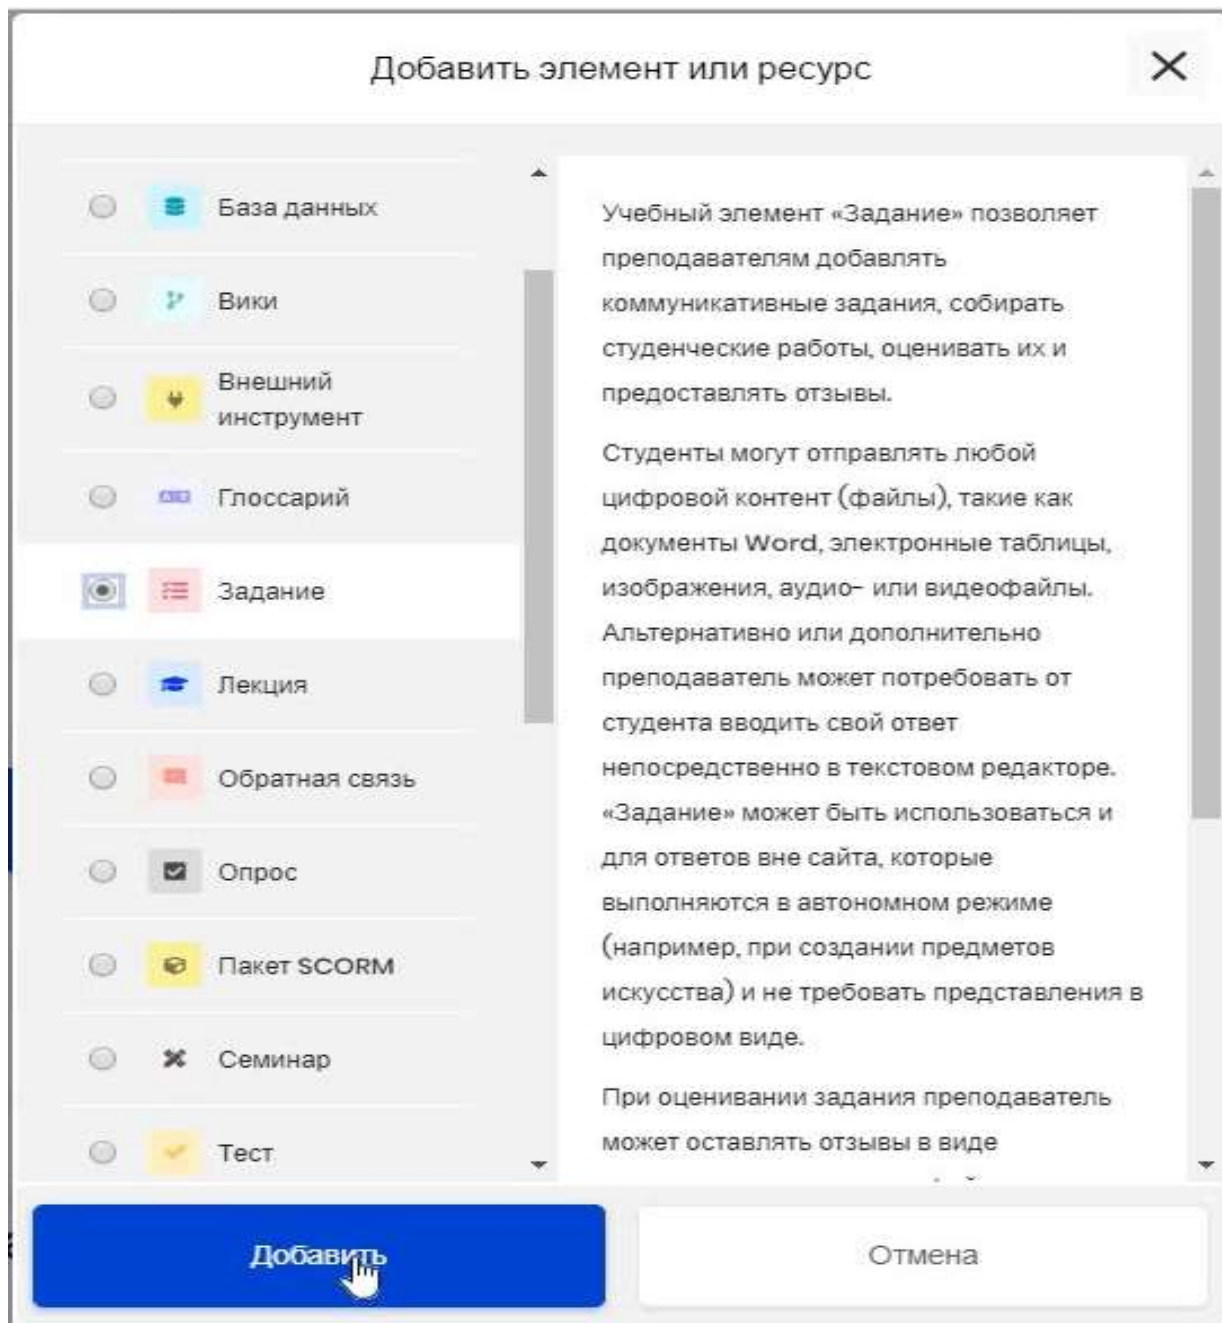 Добавить элемент или ресурс
База данных
Вики
Внешний
инструмент
Глоссарий
Задание
Лекция
Обратная связь
Опрос
Пакет SCORM
Семинар
Тест
Учебный элемент «Задание» позволяет
преподавателям добавлять
коммуникативные задания, собирать
студенческие работы, оценивать их и
предоставлять отзывы.
Студенты могут отправлять любой
цифровой контент (файлы), такие как
документы Word, электронные таблицы,
изображения, аудио- или видеофайлы.
Альтернативно или дополнительно
преподаватель может потребовать от
студента вводить свой ответ
непосредственно в текстовом редакторе.
«Задание» может быть использоваться и
для ответов вне сайта, которые
выполняются в автономном режиме
(например, при создании предметов
искусства) и не требовать представления в
цифровом виде.
При оценивании задания преподаватель
может оставлять отзывы в виде
Добавить
Отмена